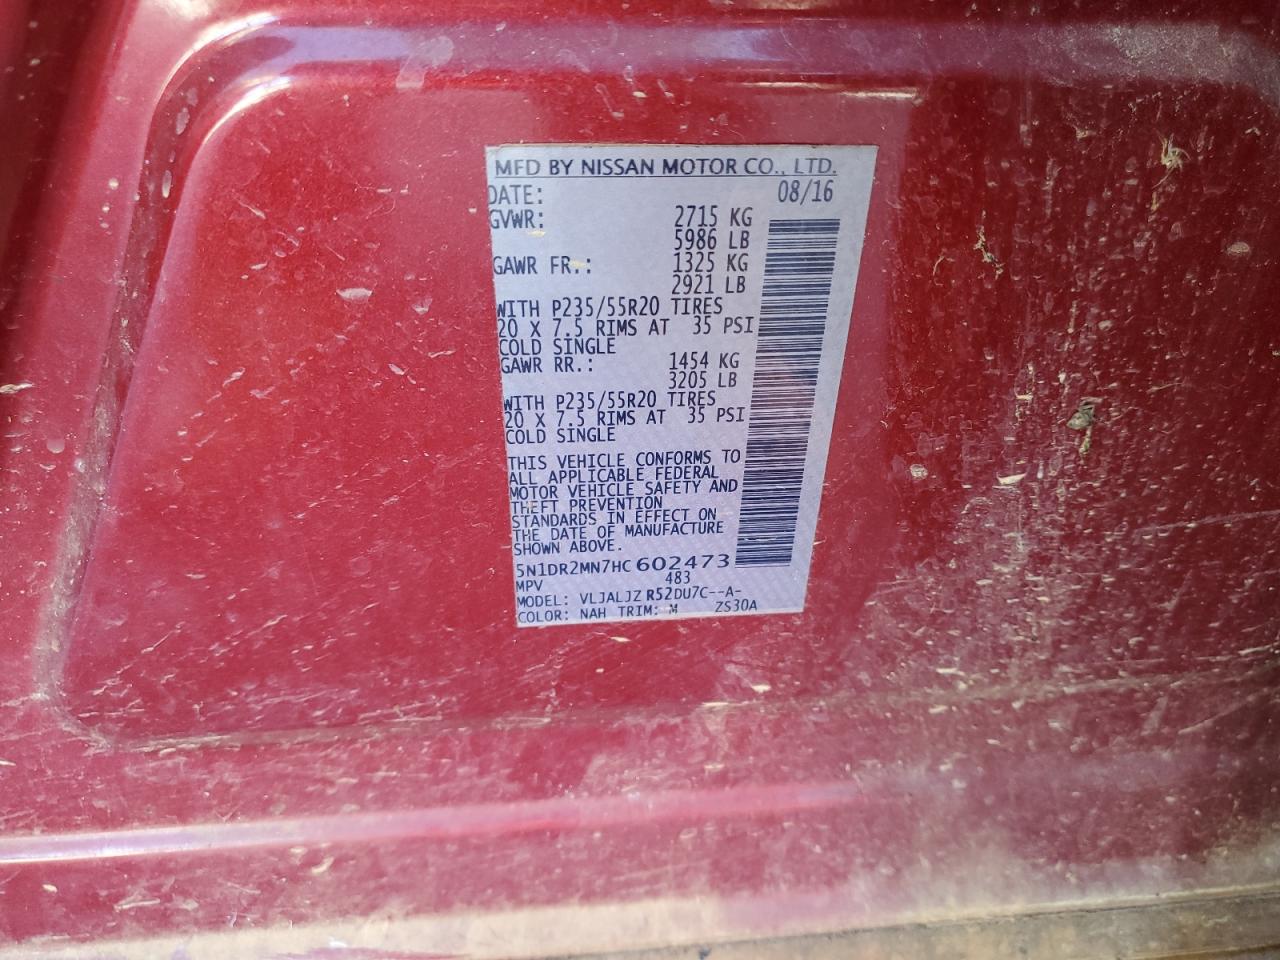 MFD BY NISSAN MOTOR CO., LTD.
DATE: 08/16
GVWR: 2715 KG
5986 LB
GAWR FR.: 1325 KG
2921 LB
WITH P235/55R20 TIRES
20 X 7.5 RIMS AT 35 PSI
COLD SINGLE
GAWR RR.: 1454 KG
3205 LB
WITH P235/55R20 TIRES
20 X 7.5 RIMS AT 35 PSI
COLD SINGLE
THIS VEHICLE CONFORMS TO
ALL APPLICABLE FEDERAL
MOTOR VEHICLE SAFETY AND
THEFT PREVENTION
STANDARDS IN EFFECT ON
THE DATE OF MANUFACTURE
SHOWN ABOVE.
5N1DR2MN7HC602473
MPV 483
MODEL: VLJALJZ R52DU7C--A-
COLOR: NAH TRIM: M ZS30A